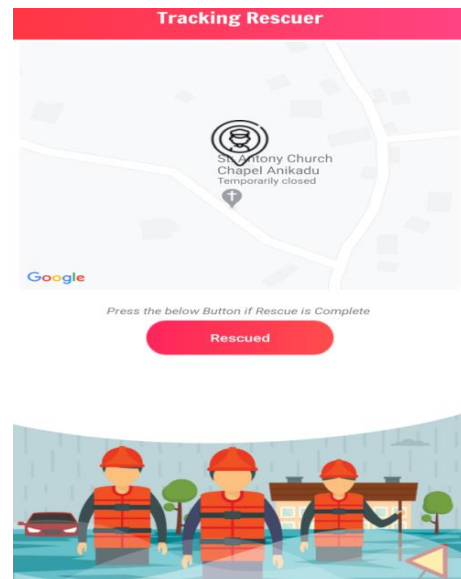 Tracking Rescuer
St. Antony Church
Chapel Anikadu
Temporarily closed
Google
Press the below Button if Rescue is Complete
Rescued